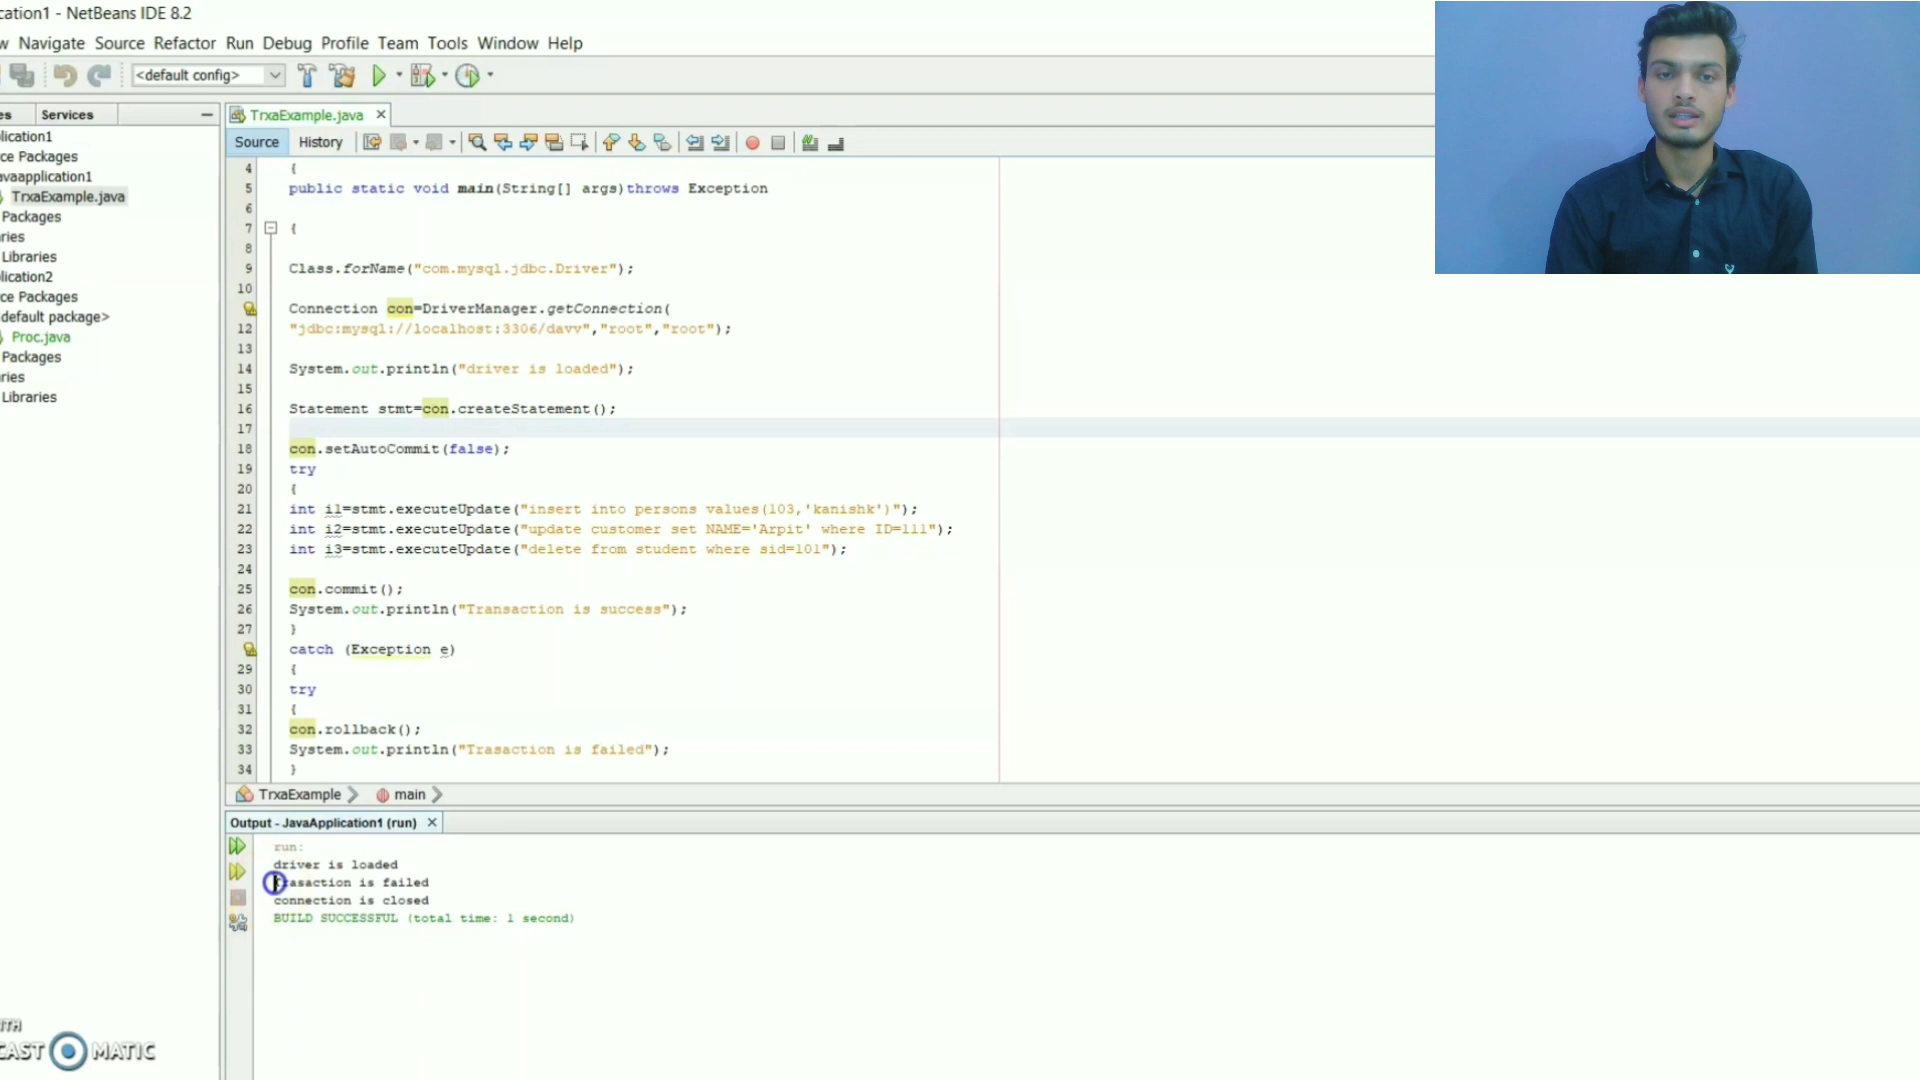 cation1 - NetBeans IDE 8.2
w Navigate Source Refactor Run Debug Profile Team Tools Window Help
<default config>
es Services
TrxaExample.java
Source History
lication1
ce Packages
avaapplication1
TrxaExample.java
Packages
ries
Libraries
lication2
ce Packages
default package>
Proc.java
Packages
ries
Libraries
4 {
5 public static void main(String[] args)throws Exception
6
7 {
8
9 Class.forName("com.mysql.jdbc.Driver");
10
Connection con=DriverManager.getConnection(
12 "jdbc:mysql://localhost:3306/davv","root","root");
13
14 System.out.println("driver is loaded");
15
16 Statement stmt=con.createStatement();
17
18 con.setAutoCommit(false);
19 try
20 {
21 int i1=stmt.executeUpdate("insert into persons values(103,'kanishk')");
22 int i2=stmt.executeUpdate("update customer set NAME='Arpit' where ID=111");
23 int i3=stmt.executeUpdate("delete from student where sid=101");
24
25 con.commit();
26 System.out.println("Transaction is success");
27 }
catch (Exception e)
29 {
30 try
31 {
32 con.rollback();
33 System.out.println("Trasaction is failed");
34 }
TrxaExample main
Output - JavaApplication1 (run)
run:
driver is loaded
Trasaction is failed
connection is closed
BUILD SUCCESSFUL (total time: 1 second)
ITH
CAST MATIC